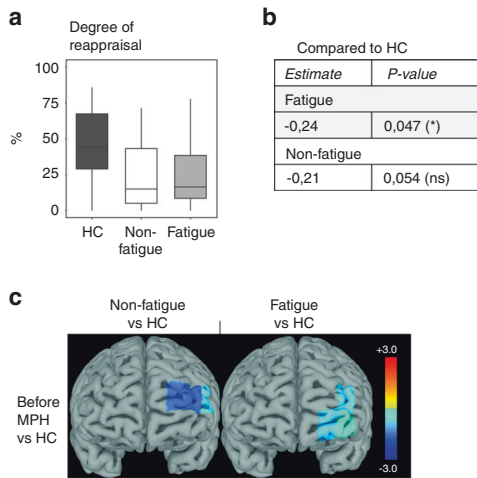 a
Degree of
reappraisal
100
75
%
50
25
0
HC
Non-
fatigue
Fatigue
b
Compared to HC
Estimate P-value
Fatigue
-0,24 0,047 (*)
Non-fatigue
-0,21 0,054 (ns)
c
Non-fatigue
vs HC
Fatigue
vs HC
Before
MPH
vs HC
+3.0
-3.0